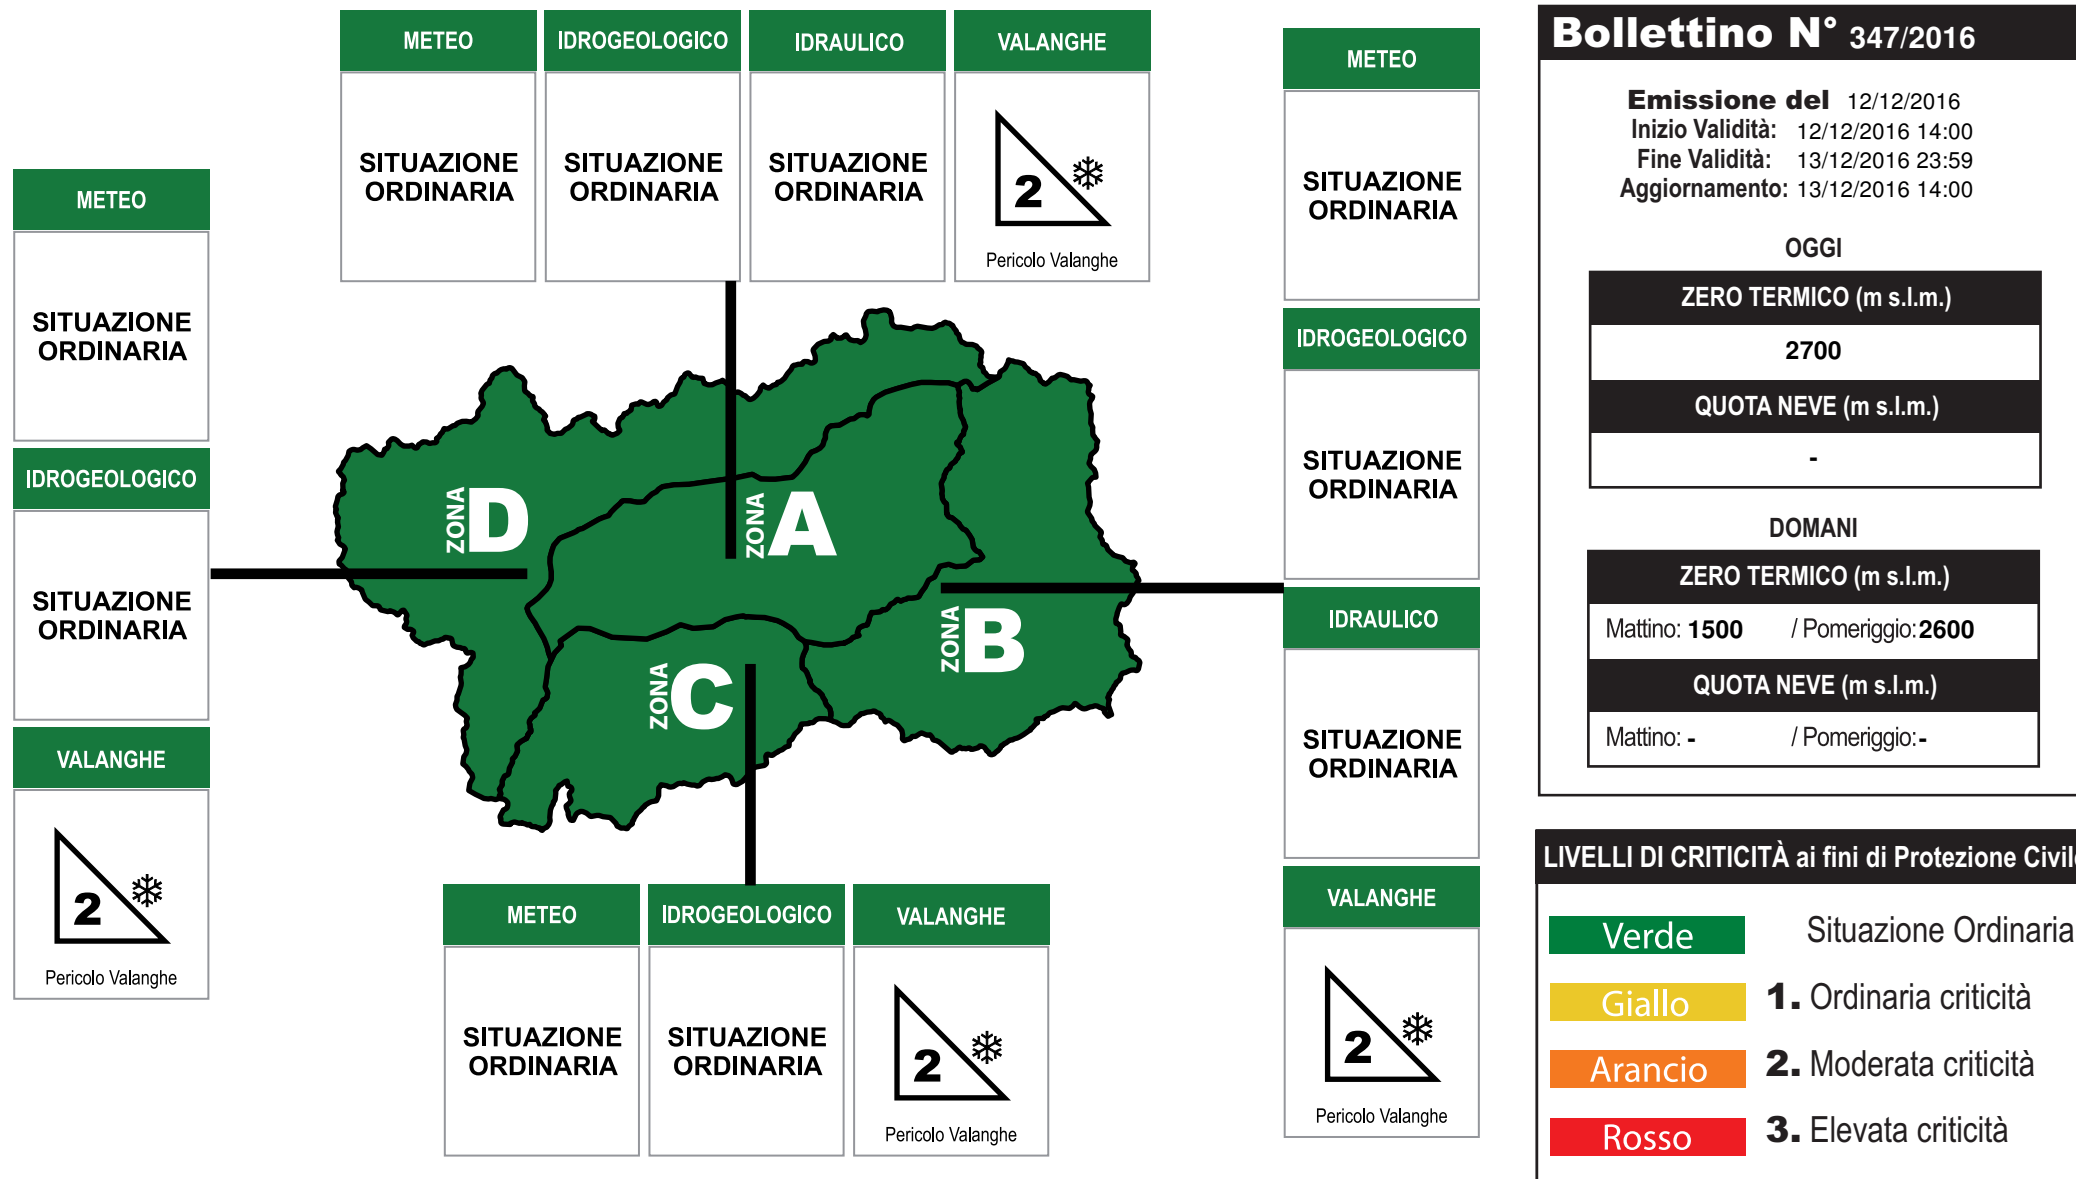 METEO
SITUAZIONE
ORDINARIA
IDROGEOLOGICO
SITUAZIONE
ORDINARIA
VALANGHE
2
Pericolo Valanghe
METEO
IDROGEOLOGICO
IDRAULICO
VALANGHE
SITUAZIONE
ORDINARIA
SITUAZIONE
ORDINARIA
SITUAZIONE
ORDINARIA
2
Pericolo Valanghe
ZONA D
ZONA A
ZONA B
ZONA C
METEO
IDROGEOLOGICO
VALANGHE
SITUAZIONE
ORDINARIA
SITUAZIONE
ORDINARIA
2
Pericolo Valanghe
METEO
SITUAZIONE
ORDINARIA
IDROGEOLOGICO
SITUAZIONE
ORDINARIA
IDRAULICO
SITUAZIONE
ORDINARIA
VALANGHE
2
Pericolo Valanghe
Bollettino N° 347/2016
Emissione del 12/12/2016
Inizio Validità: 12/12/2016 14:00
Fine Validità: 13/12/2016 23:59
Aggiornamento: 13/12/2016 14:00
OGGI
ZERO TERMICO (m s.l.m.)
2700
QUOTA NEVE (m s.l.m.)
-
DOMANI
ZERO TERMICO (m s.l.m.)
Mattino: 1500 / Pomeriggio: 2600
QUOTA NEVE (m s.l.m.)
Mattino: - / Pomeriggio: -
LIVELLI DI CRITICITÀ ai fini di Protezione Civile
Verde Situazione Ordinaria
Giallo 1. Ordinaria criticità
Arancio 2. Moderata criticità
Rosso 3. Elevata criticità